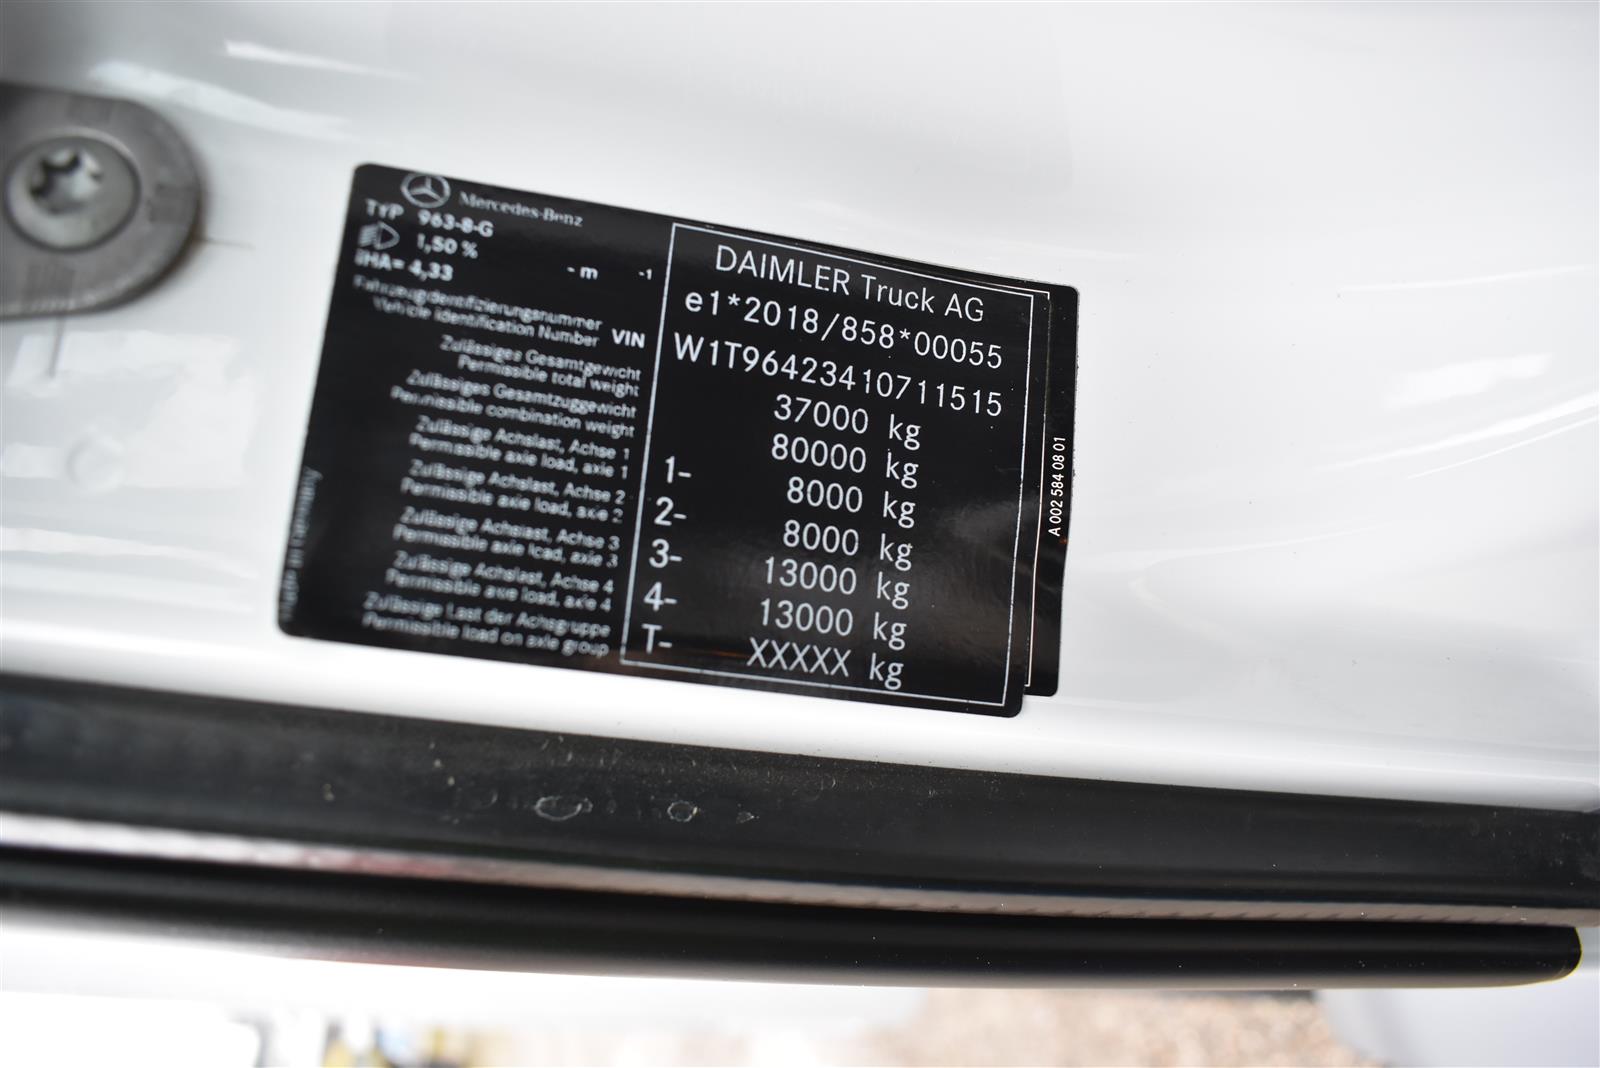 Mercedes-Benz
TYP 963-8-G
1,50 %
iHA= 4,33 - m -1
DAIMLER Truck AG
e1*2018/858*00055
Fahrzeugidentifizierungsnummer
Vehicle Identification Number VIN W1T96423410711515
Zulässiges Gesamtgewicht
Permissible total weight 37000 kg
Zulässiges Gesamtzuggewicht
Permissible combination weight 80000 kg
Zulässige Achslast, Achse 1
Permissible axle load, axle 1 1- 8000 kg
Zulässige Achslast, Achse 2
Permissible axle load, axle 2 2- 8000 kg
Zulässige Achslast, Achse 3
Permissible axle load, axle 3 3- 13000 kg
Zulässige Achslast, Achse 4
Permissible axle load, axle 4 4- 13000 kg
Zulässige Last der Achsgruppe
Permissible load on axle group T- XXXXX kg
Made in Germany
A 002 584 08 01